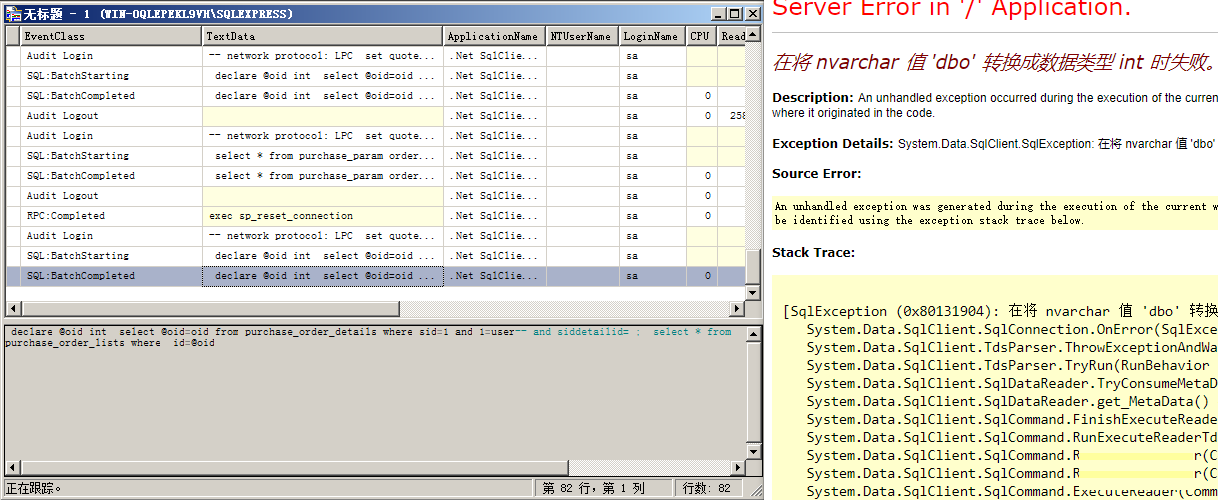 无标题 - 1 (WIN-OQLEPEKL9VH\SQLEXPRESS)
EventClass TextData ApplicationName NTUserName LoginName CPU Read
Audit Login -- network protocol: LPC set quote... .Net SqlClie... sa
SQL:BatchStarting declare @oid int select @oid=oid ... .Net SqlClie... sa
SQL:BatchCompleted declare @oid int select @oid=oid ... .Net SqlClie... sa 0
Audit Logout .Net SqlClie... sa 0 258
Audit Login -- network protocol: LPC set quote... .Net SqlClie... sa
SQL:BatchStarting select * from purchase_param order... .Net SqlClie... sa
SQL:BatchCompleted select * from purchase_param order... .Net SqlClie... sa 0
Audit Logout .Net SqlClie... sa 0
RPC:Completed exec sp_reset_connection .Net SqlClie... sa 0
Audit Login -- network protocol: LPC set quote... .Net SqlClie... sa
SQL:BatchStarting declare @oid int select @oid=oid ... .Net SqlClie... sa
SQL:BatchCompleted declare @oid int select @oid=oid ... .Net SqlClie... sa 0
declare @oid int select @oid=oid from purchase_order_details where sid=1 and 1=user-- and siddetailid= ; select * from
purchase_order_lists where id=@oid
正在跟踪。 第 82 行，第 1 列 行数: 82
Server Error in '/' Application.
在将 nvarchar 值 'dbo' 转换成数据类型 int 时失败。
Description: An unhandled exception occurred during the execution of the curren
where it originated in the code.
Exception Details: System.Data.SqlClient.SqlException: 在将 nvarchar 值 'dbo'
Source Error:
An unhandled exception was generated during the execution of the current w
be identified using the exception stack trace below.
Stack Trace:
[SqlException (0x80131904): 在将 nvarchar 值 'dbo' 转换
System.Data.SqlClient.SqlConnection.OnError(SqlExce
System.Data.SqlClient.TdsParser.ThrowExceptionAndWa
System.Data.SqlClient.TdsParser.TryRun(RunBehavior
System.Data.SqlClient.SqlDataReader.TryConsumeMetaD
System.Data.SqlClient.SqlDataReader.get_MetaData()
System.Data.SqlClient.SqlCommand.FinishExecuteReade
System.Data.SqlClient.SqlCommand.RunExecuteReaderTd
System.Data.SqlClient.SqlCommand.R r(C
System.Data.SqlClient.SqlCommand.R r(C
System.Data.SqlClient.SqlCommand.ExecuteReader(Comm